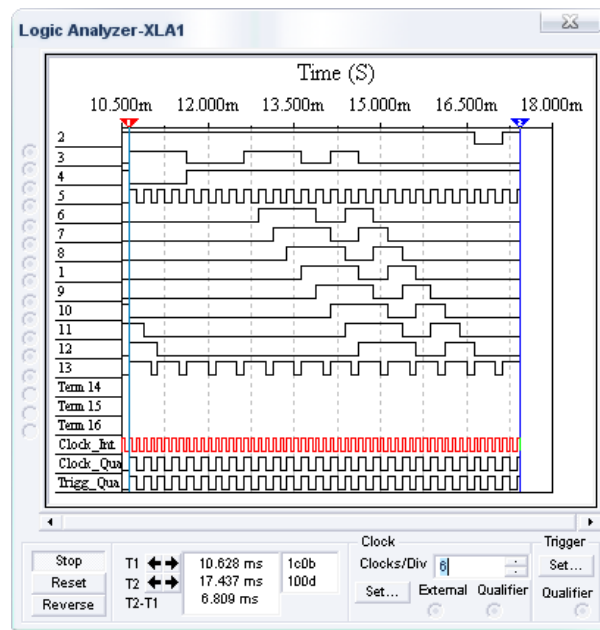 Logic Analyzer-XLA1
Time (S)
10.500m 12.000m 13.500m 15.000m 16.500m 18.000m
1 2
2
3
4
5
6
7
8
1
9
10
11
12
13
Term 14
Term 15
Term 16
Clock_Int
Clock_Qua
Trigg_Qua
Clock Trigger
Stop T1 10.628 ms 1c0b Clocks/Div 6 Set...
Reset T2 17.437 ms 100d Set... External Qualifier Qualifier
Reverse T2-T1 6.809 ms